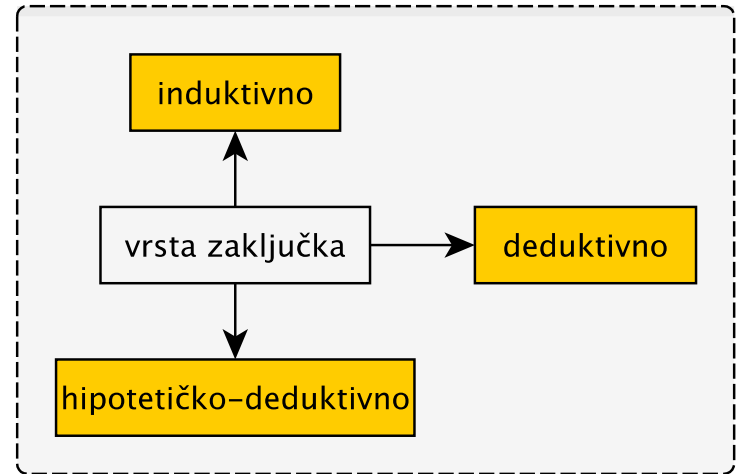 induktivno
vrsta zaključka
deduktivno
hipotetičko-deduktivno